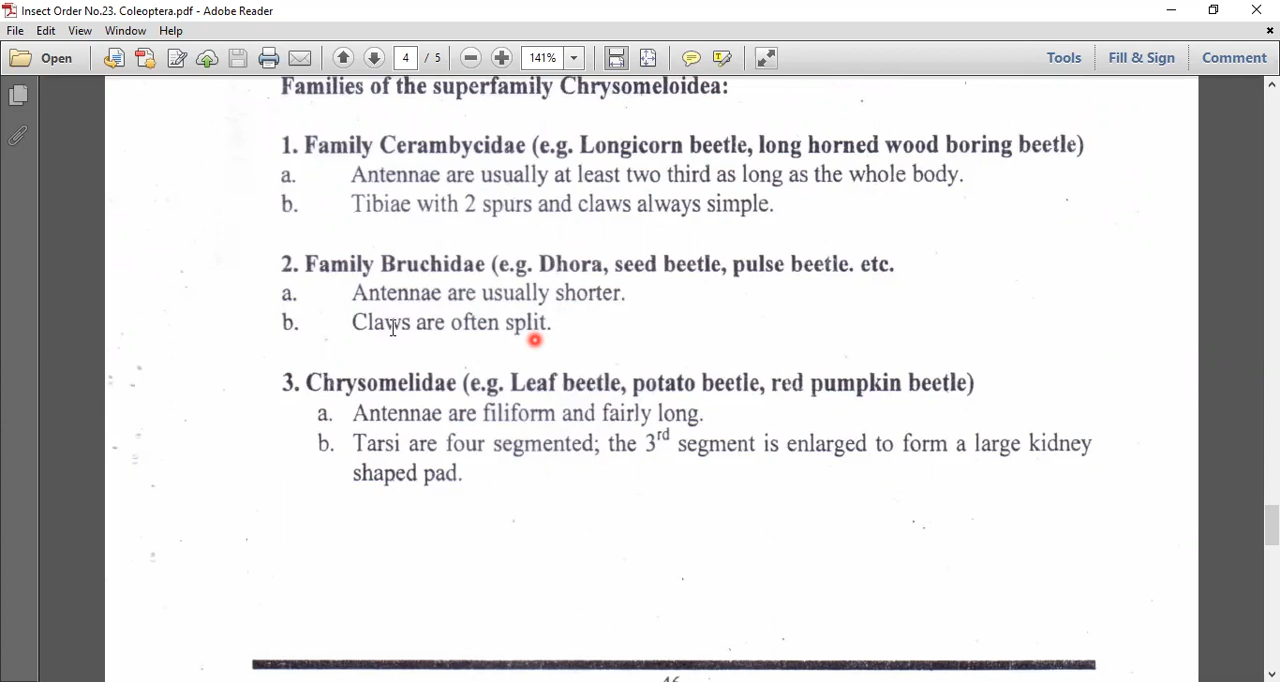 Insect Order No.23. Coleoptera.pdf - Adobe Reader
File Edit View Window Help
Open 4 / 5 141% Tools Fill & Sign Comment
Families of the superfamily Chrysomeloidea:
1. Family Cerambycidae (e.g. Longicorn beetle, long horned wood boring beetle)
a. Antennae are usually at least two third as long as the whole body.
b. Tibiae with 2 spurs and claws always simple.
2. Family Bruchidae (e.g. Dhora, seed beetle, pulse beetle. etc.
a. Antennae are usually shorter.
b. Claws are often split.
3. Chrysomelidae (e.g. Leaf beetle, potato beetle, red pumpkin beetle)
a. Antennae are filiform and fairly long.
b. Tarsi are four segmented; the 3rd segment is enlarged to form a large kidney
shaped pad.